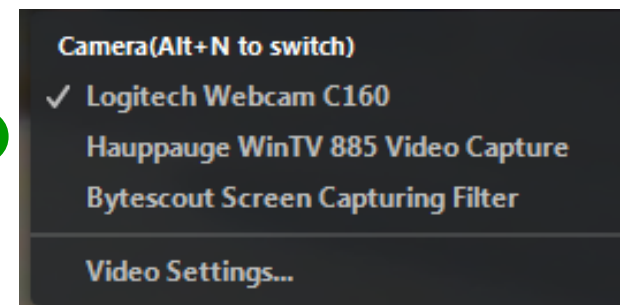 Camera(Alt+N to switch)
✓ Logitech Webcam C160
Hauppauge WinTV 885 Video Capture
Bytescout Screen Capturing Filter
Video Settings...